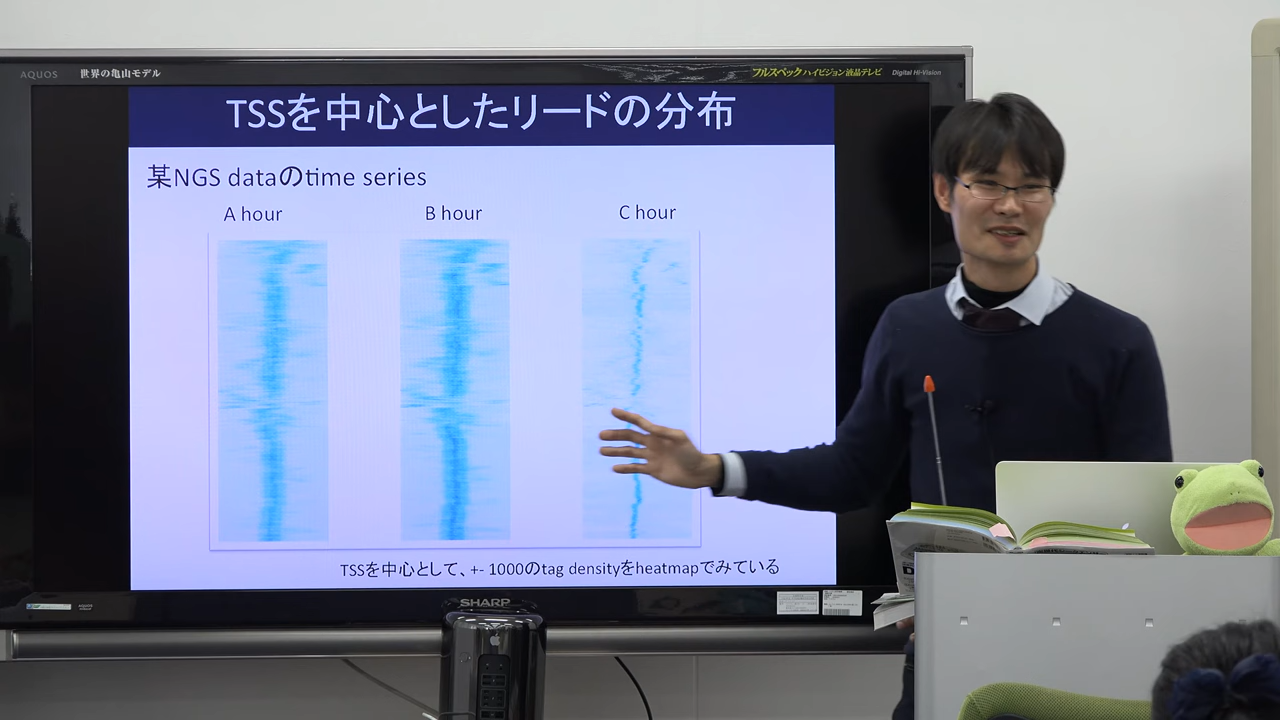 AQUOS 世界の亀山モデル フルスペックハイビジョン液晶テレビ Digital Hi-Vision
TSSを中心としたリードの分布
某NGS dataのtime series
A hour B hour C hour
TSSを中心として、+- 1000のtag densityをheatmapでみている
SHARP